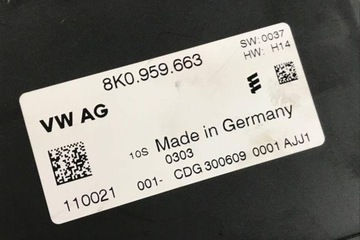 8K0.959.663
SW:0037
HW: H14
VW AG
10S Made in Germany
0303
110021 001- CDG 300609 0001 AJJ1